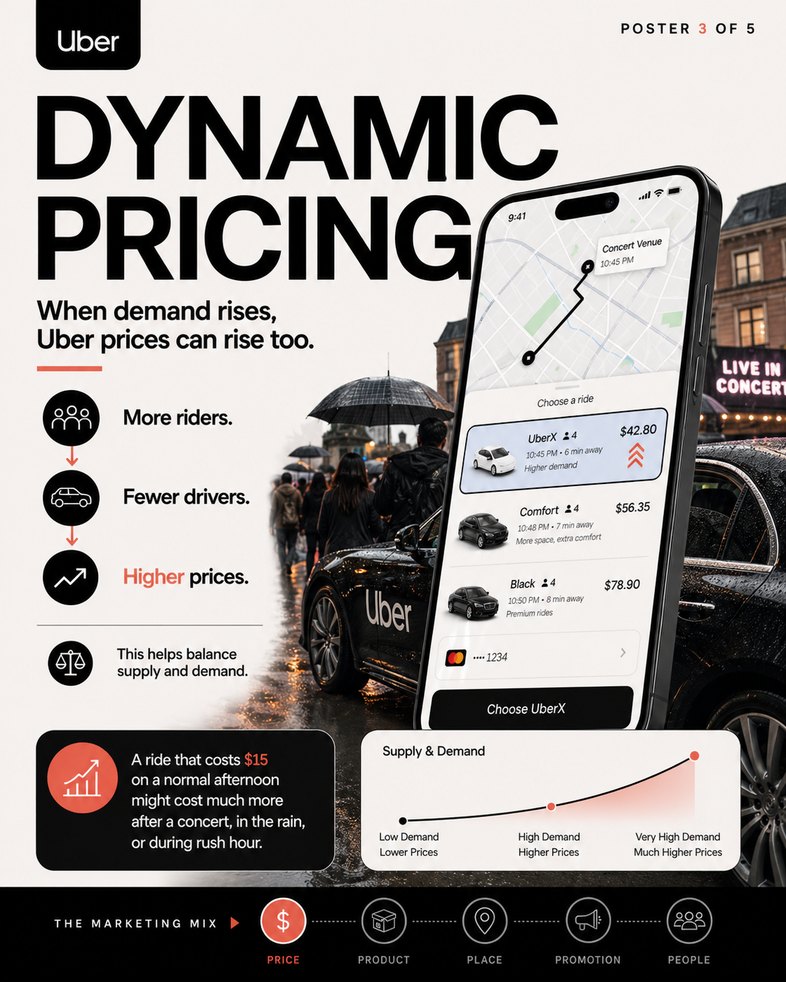 Uber
POSTER 3 OF 5
DYNAMIC
PRICING
When demand rises,
Uber prices can rise too.
More riders.
Fewer drivers.
Higher prices.
This helps balance
supply and demand.
9:41
Concert Venue
10:45 PM
Choose a ride
UberX 4 $42.80
10:45 PM • 6 min away
Higher demand
Comfort 4 $56.35
10:48 PM • 7 min away
More space, extra comfort
Black 4 $78.90
10:50 PM • 8 min away
Premium rides
•••• 1234
Choose UberX
LIVE IN
CONCERT
Uber
A ride that costs $15
on a normal afternoon
might cost much more
after a concert, in the rain,
or during rush hour.
Supply & Demand
Low Demand
Lower Prices
High Demand
Higher Prices
Very High Demand
Much Higher Prices
THE MARKETING MIX
$
PRICE
PRODUCT
PLACE
PROMOTION
PEOPLE